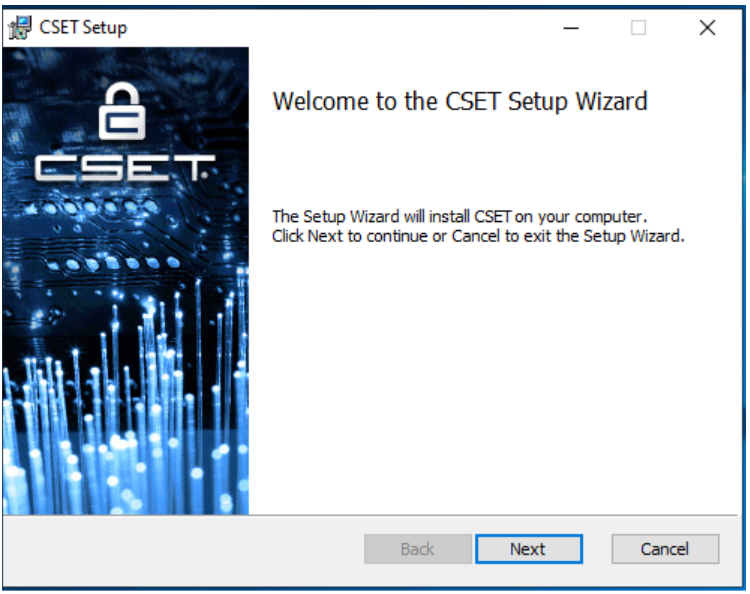 CSET Setup
CSET.
Welcome to the CSET Setup Wizard
The Setup Wizard will install CSET on your computer.
Click Next to continue or Cancel to exit the Setup Wizard.
Back
Next
Cancel